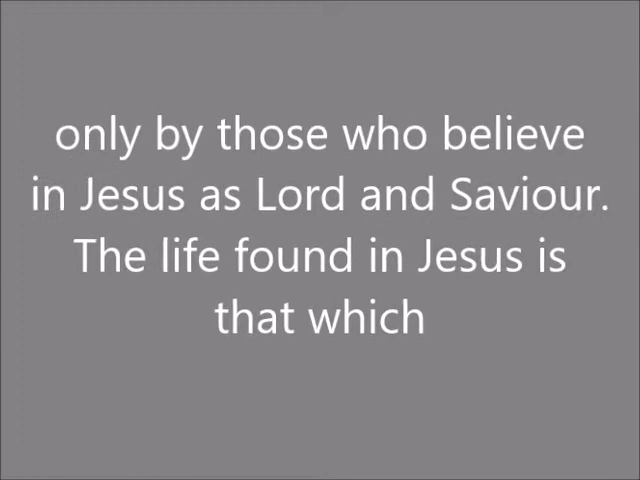 only by those who believe
in Jesus as Lord and Saviour.
The life found in Jesus is
that which